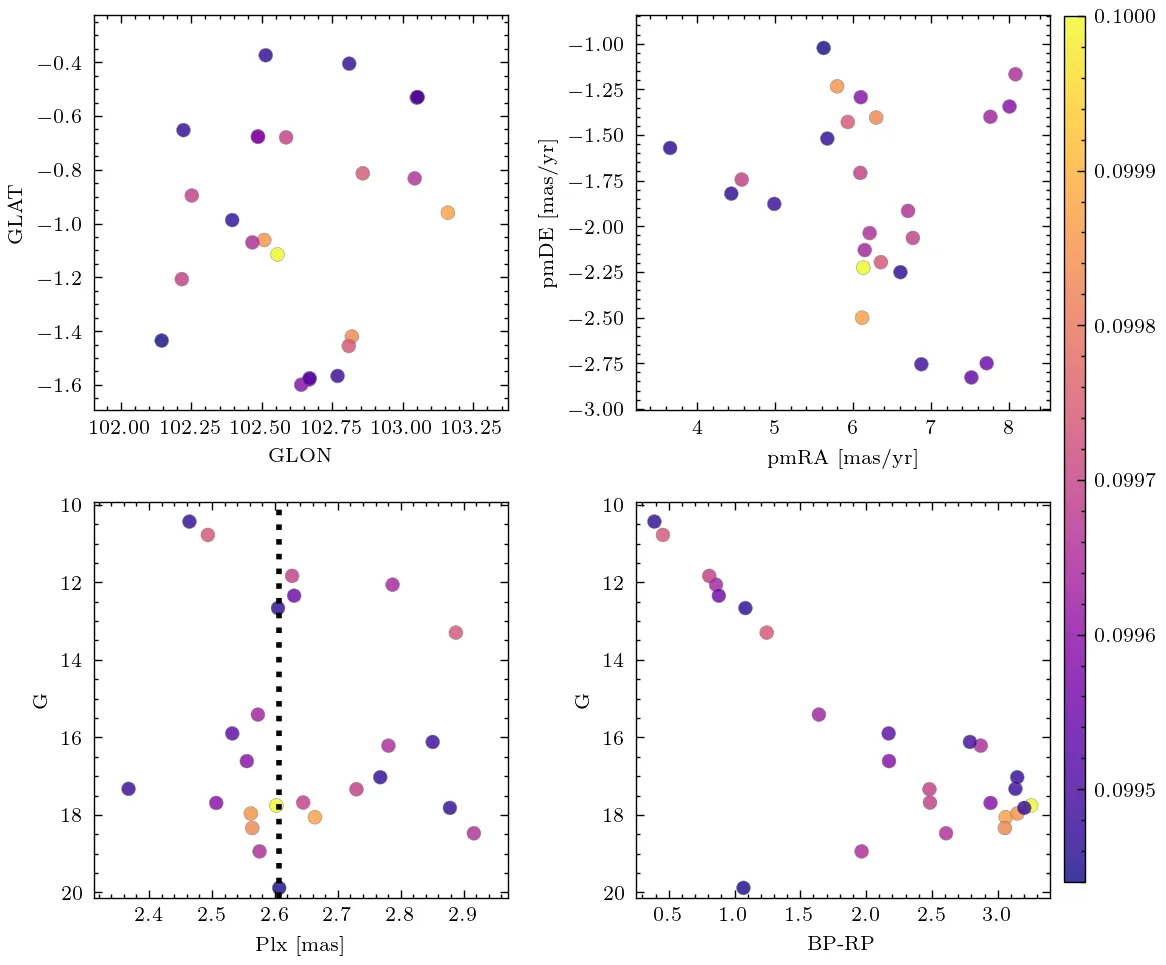 −0.4
−0.6
−0.8
−1.0
−1.2
−1.4
−1.6
GLAT
102.00 102.25 102.50 102.75 103.00 103.25
GLON
−1.00
−1.25
−1.50
−1.75
−2.00
−2.25
−2.50
−2.75
−3.00
pmDE [mas/yr]
4 5 6 7 8
pmRA [mas/yr]
10
12
14
16
18
20
G
2.4 2.5 2.6 2.7 2.8 2.9
Plx [mas]
10
12
14
16
18
20
G
0.5 1.0 1.5 2.0 2.5 3.0
BP-RP
0.1000
0.0999
0.0998
0.0997
0.0996
0.0995